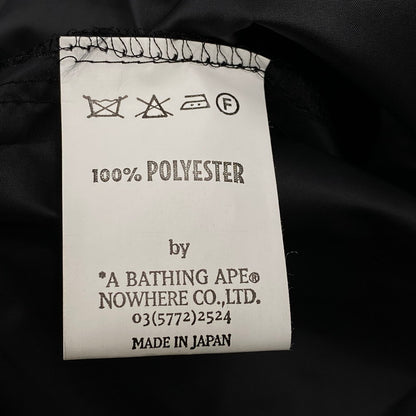 F
100% POLYESTER
by
*A BATHING APE®
NOWHERE CO.,LTD.
03(5772)2524
MADE IN JAPAN